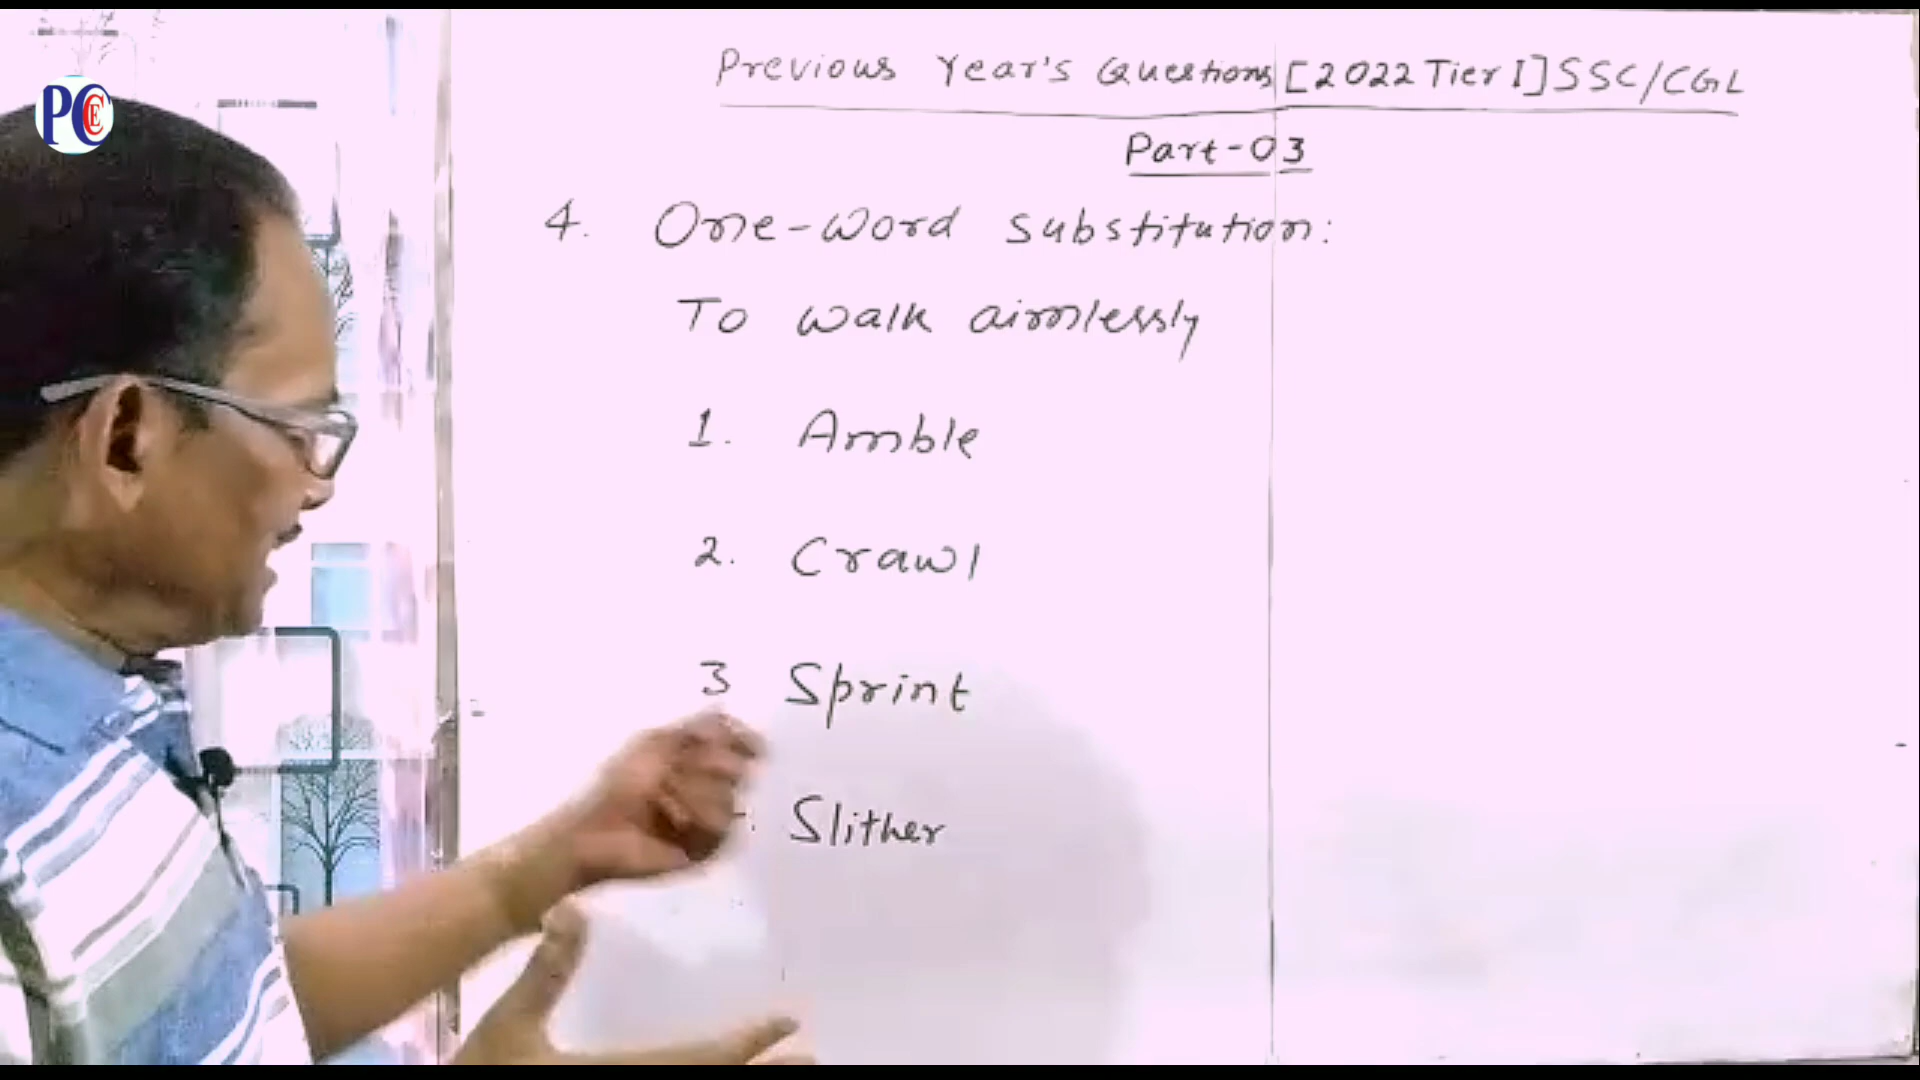 PCE
Previous Year's Questions [2022 Tier I] SSC/CGL
Part-03
4. One-word substitution:
To walk aimlessly
1. Amble
2. Crawl
3 Sprint
Slither